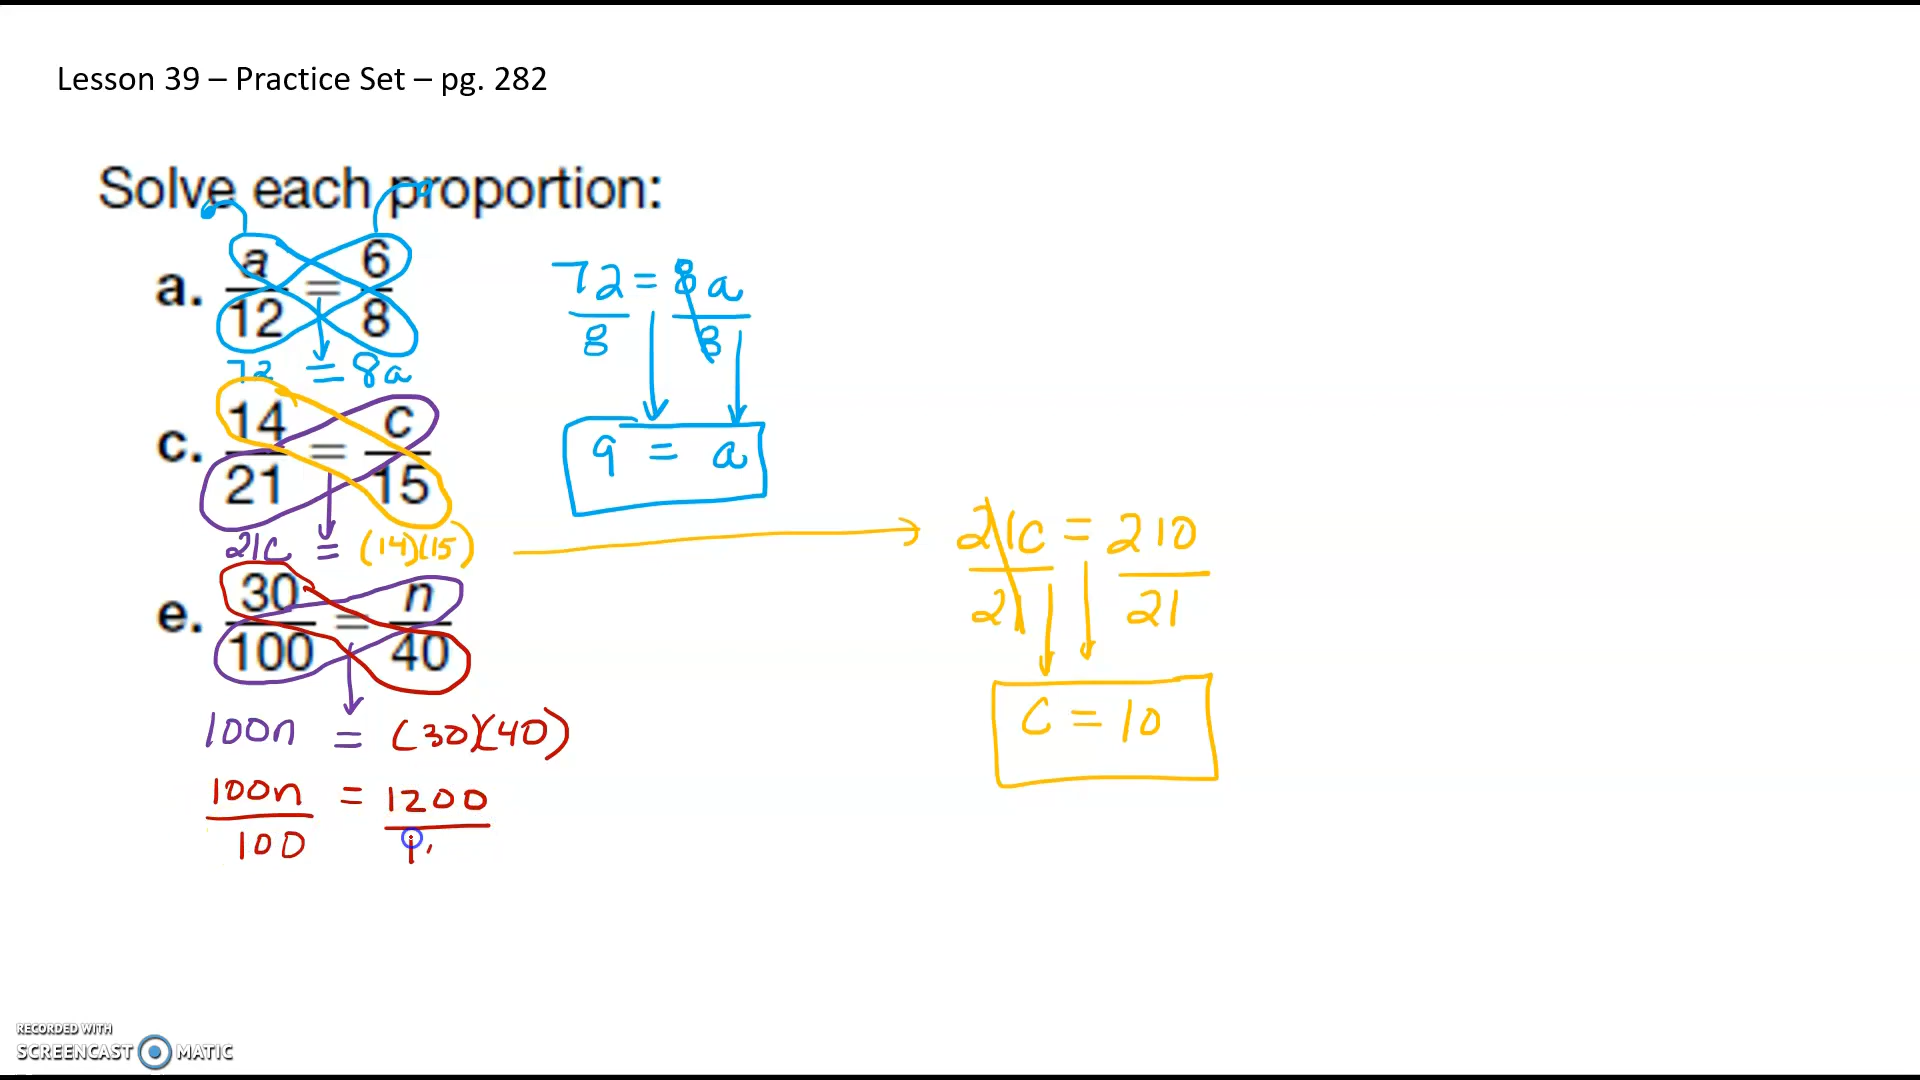 Lesson 39 – Practice Set – pg. 282
Solve each proportion:
a. a/12 = 6/8
72 = 8a
72/8 = 8a/8
9 = a
c. 14/21 = c/15
21c = (14)(15)
21c/21 = 210/21
c = 10
e. 30/100 = n/40
100n = (30)(40)
100n/100 = 1200/1
RECORDED WITH
SCREENCAST MATIC